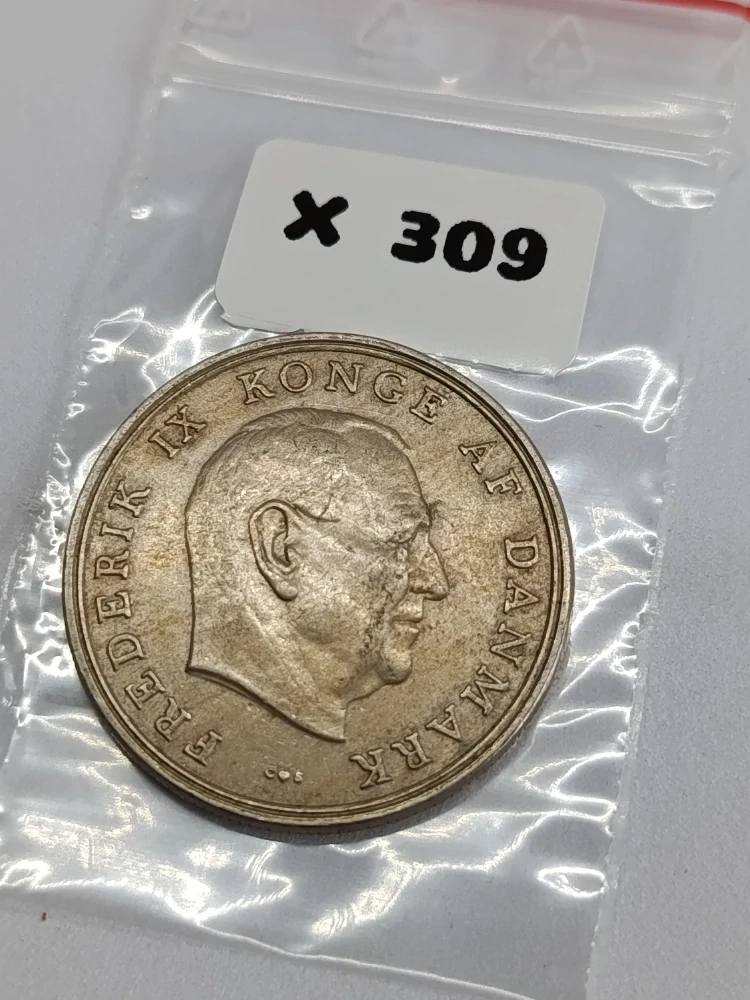 X 309
FREDERIK IX KONGE AF DANMARK
C♥S